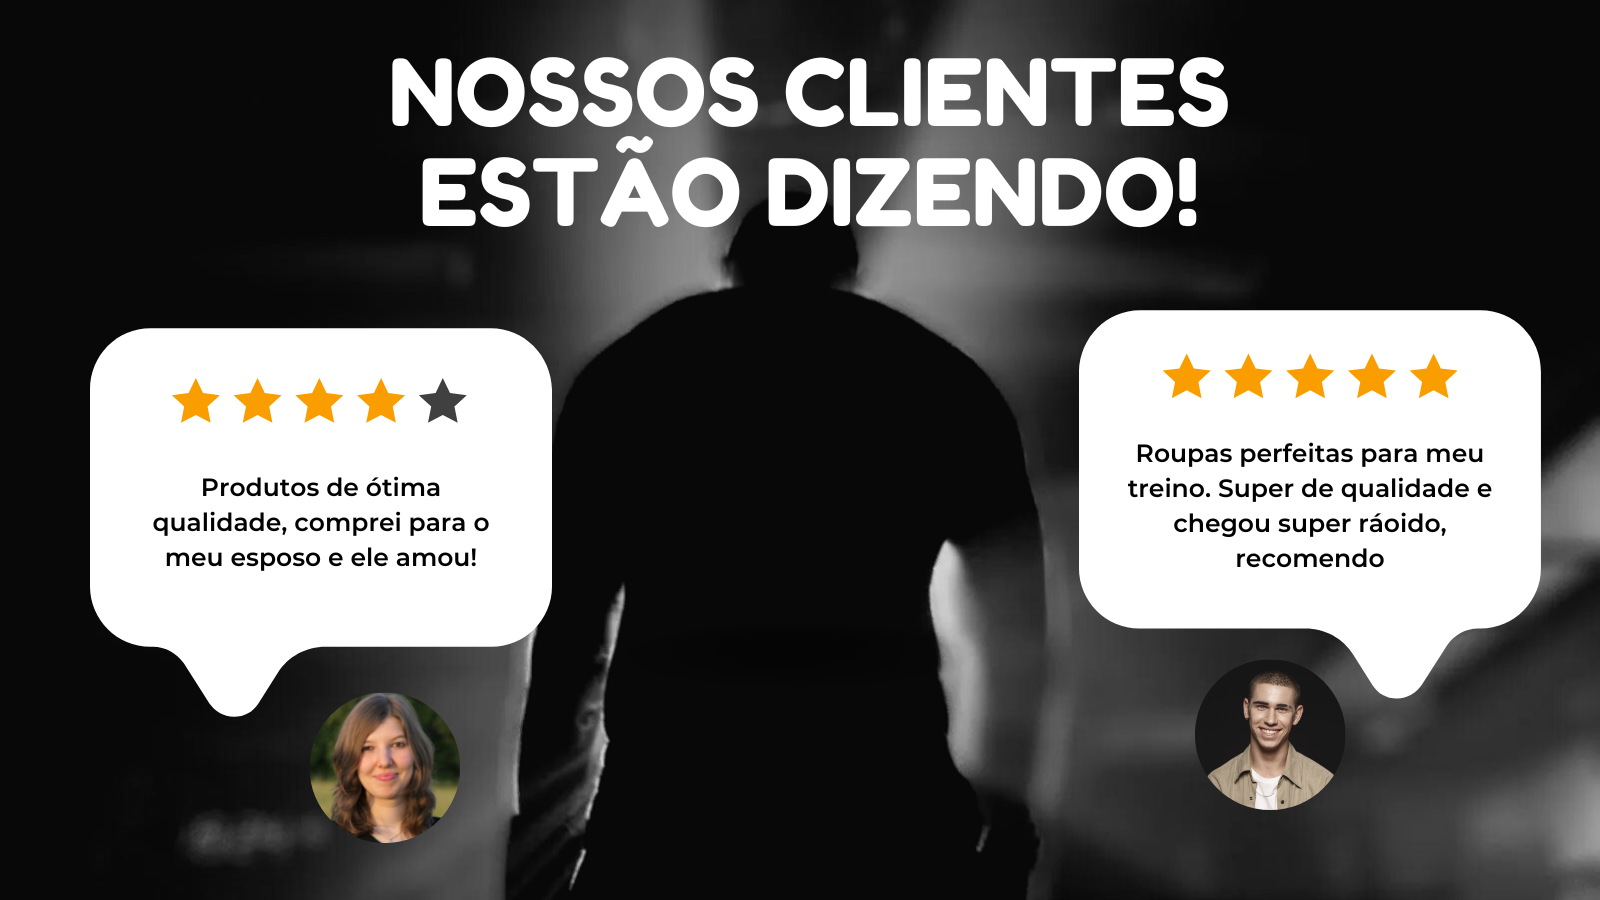 NOSSOS CLIENTES
ESTÃO DIZENDO!
Produtos de ótima
qualidade, comprei para o
meu esposo e ele amou!
Roupas perfeitas para meu
treino. Super de qualidade e
chegou super ráoido,
recomendo